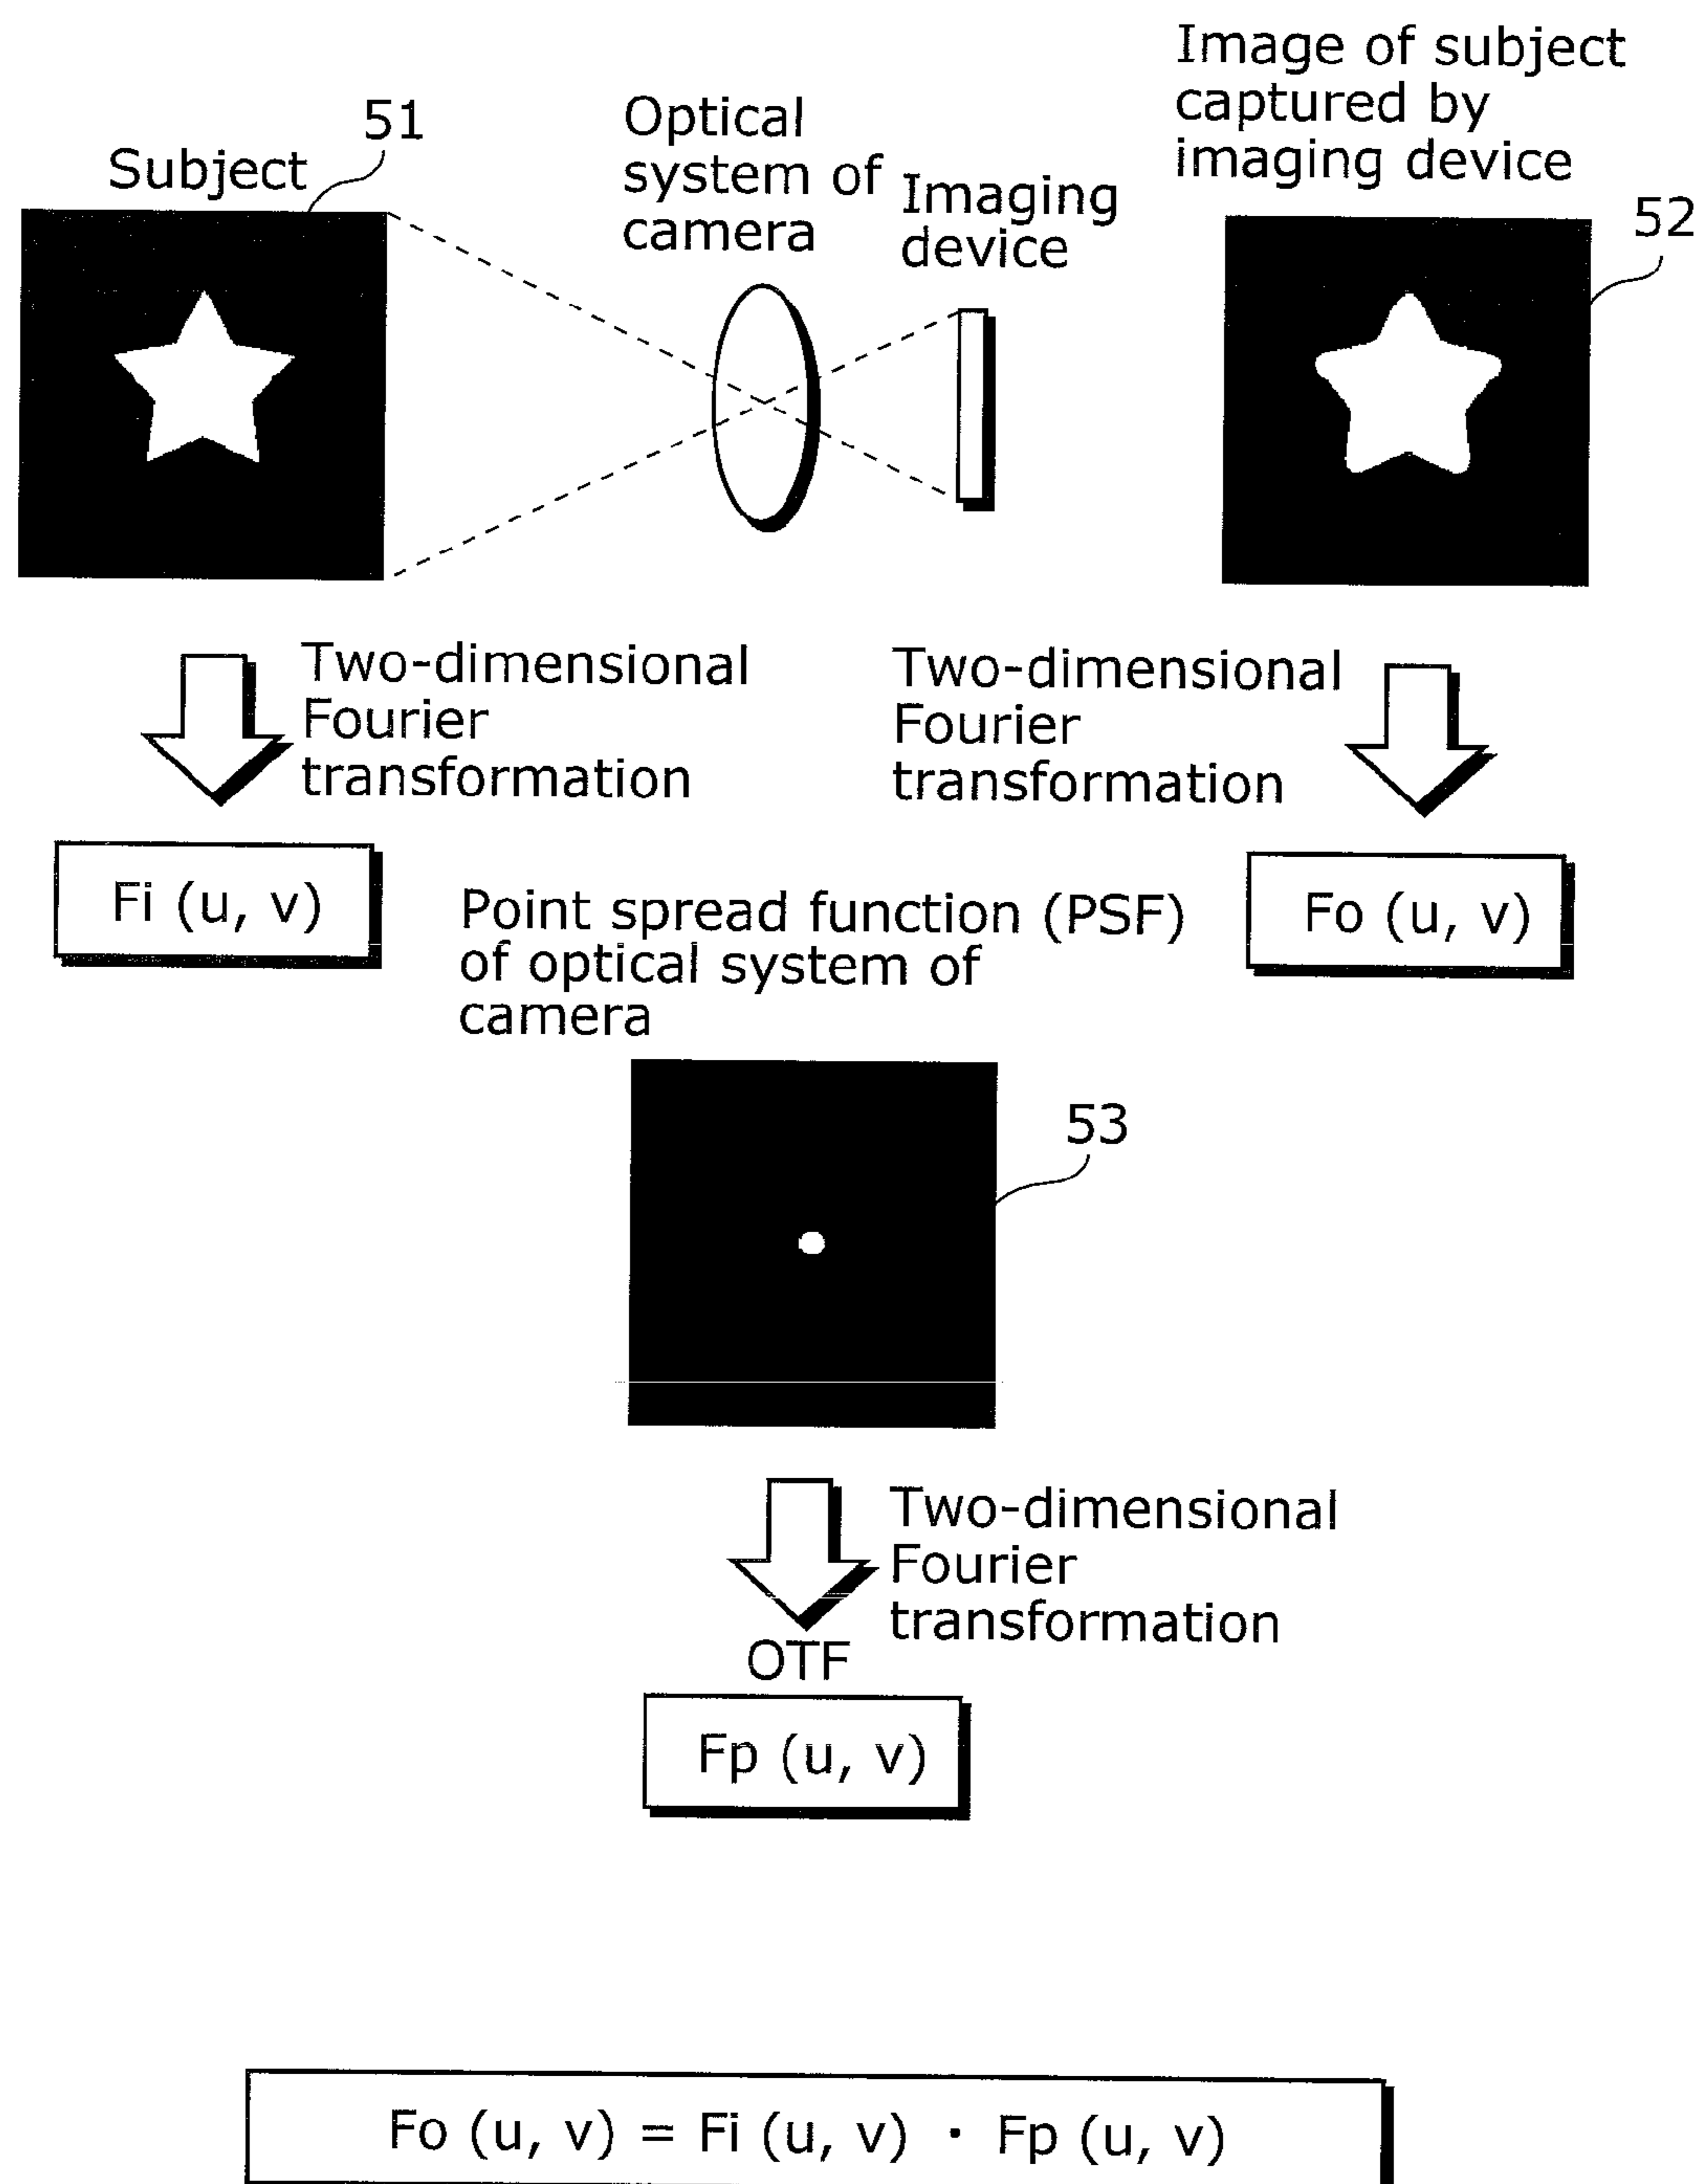 51
Subject
Optical
system of
camera
Imaging
device
Image of subject
captured by
imaging device
52
Two-dimensional
Fourier
transformation
Two-dimensional
Fourier
transformation
Fi (u, v)
Fo (u, v)
Point spread function (PSF)
of optical system of
camera
53
Two-dimensional
Fourier
transformation
OTF
Fp (u, v)
Fo (u, v) = Fi (u, v) · Fp (u, v)